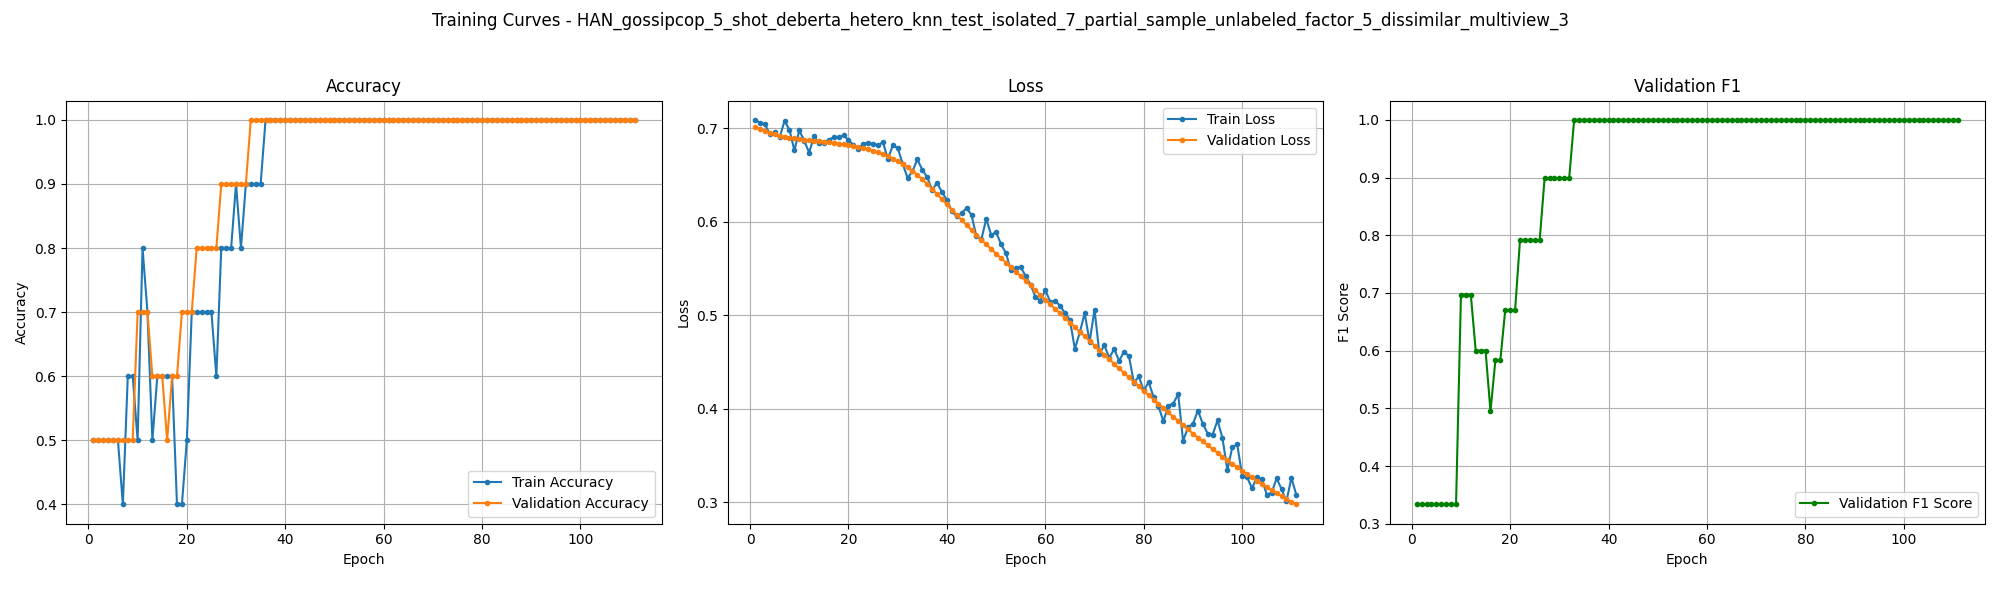 Training Curves - HAN_gossipcop_5_shot_deberta_hetero_knn_test_isolated_7_partial_sample_unlabeled_factor_5_dissimilar_multiview_3
Accuracy
1.0
0.9
0.8
0.7
0.6
0.5
0.4
Accuracy
0
20
40
60
80
100
Epoch
Train Accuracy
Validation Accuracy
Loss
0.7
0.6
0.5
0.4
0.3
Loss
0
20
40
60
80
100
Epoch
Train Loss
Validation Loss
Validation F1
1.0
0.9
0.8
0.7
0.6
0.5
0.4
0.3
F1 Score
0
20
40
60
80
100
Epoch
Validation F1 Score